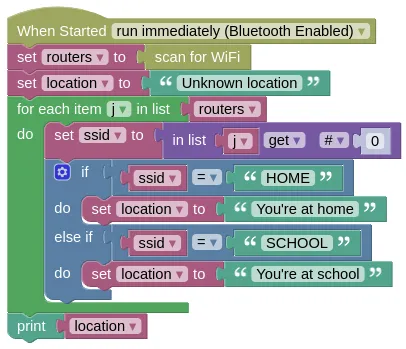 When Started run immediately (Bluetooth Enabled) ▾
set routers ▾ to scan for WiFi
set location ▾ to “ Unknown location ”
for each item j ▾ in list routers ▾
do set ssid ▾ to in list j ▾ get ▾ # ▾ 0
if ssid ▾ = ▾ “ HOME ”
do set location ▾ to “ You're at home ”
else if ssid ▾ = ▾ “ SCHOOL ”
do set location ▾ to “ You're at school ”
print location ▾